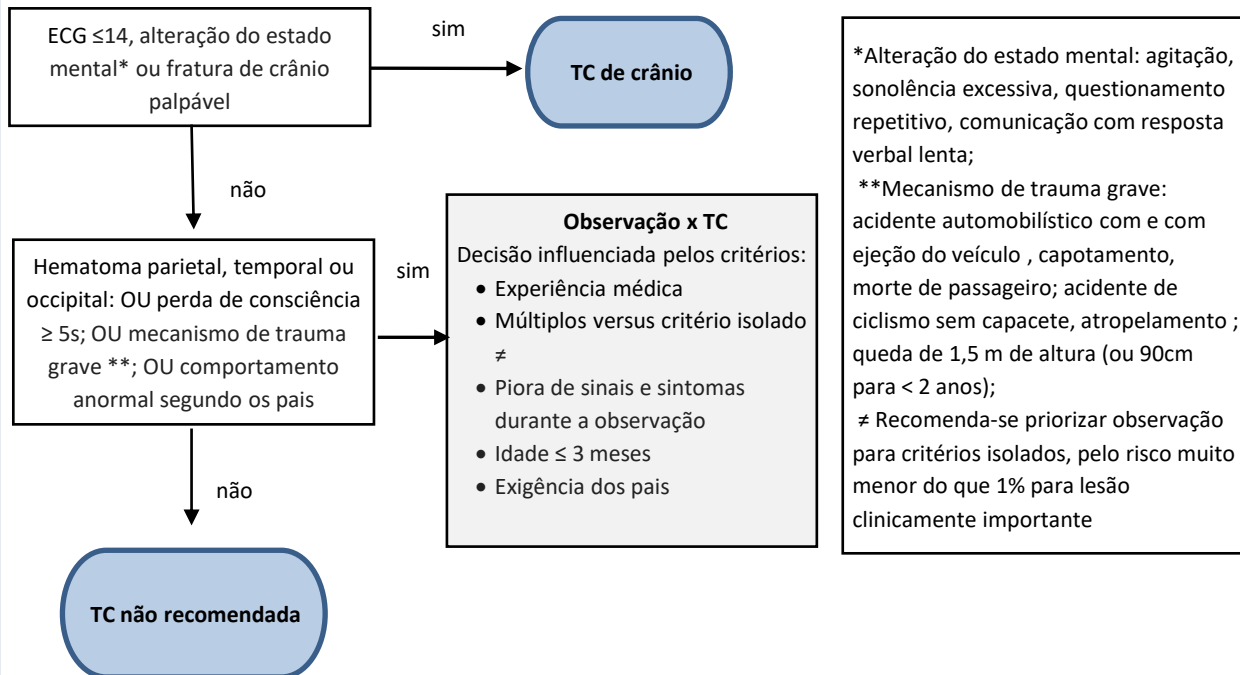 ECG ≤14, alteração do estado
mental* ou fratura de crânio
palpável
sim
TC de crânio
não
Hematoma parietal, temporal ou
occipital: OU perda de consciência
≥ 5s; OU mecanismo de trauma
grave **; OU comportamento
anormal segundo os pais
sim
Observação x TC
Decisão influenciada pelos critérios:
• Experiência médica
• Múltiplos versus critério isolado
≠
• Piora de sinais e sintomas
durante a observação
• Idade ≤ 3 meses
• Exigência dos pais
não
TC não recomendada
*Alteração do estado mental: agitação,
sonolência excessiva, questionamento
repetitivo, comunicação com resposta
verbal lenta;
**Mecanismo de trauma grave:
acidente automobilístico com e com
ejeção do veículo , capotamento,
morte de passageiro; acidente de
ciclismo sem capacete, atropelamento ;
queda de 1,5 m de altura (ou 90cm
para < 2 anos);
≠ Recomenda-se priorizar observação
para critérios isolados, pelo risco muito
menor do que 1% para lesão
clinicamente importante